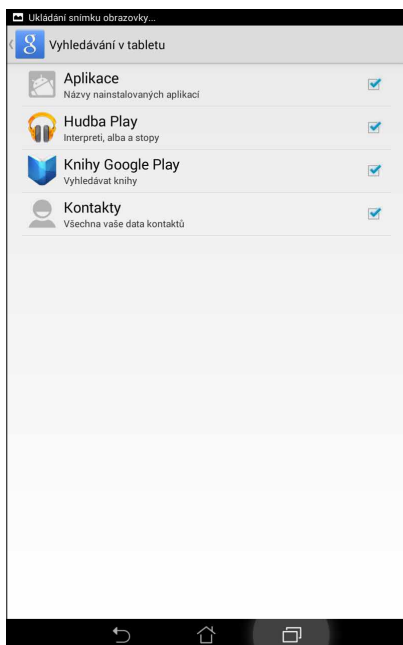 Ukládání snímku obrazovky...
Vyhledávání v tabletu
Aplikace
Názvy nainstalovaných aplikací
Hudba Play
Interpreti, alba a stopy
Knihy Google Play
Vyhledávat knihy
Kontakty
Všechna vaše data kontaktů